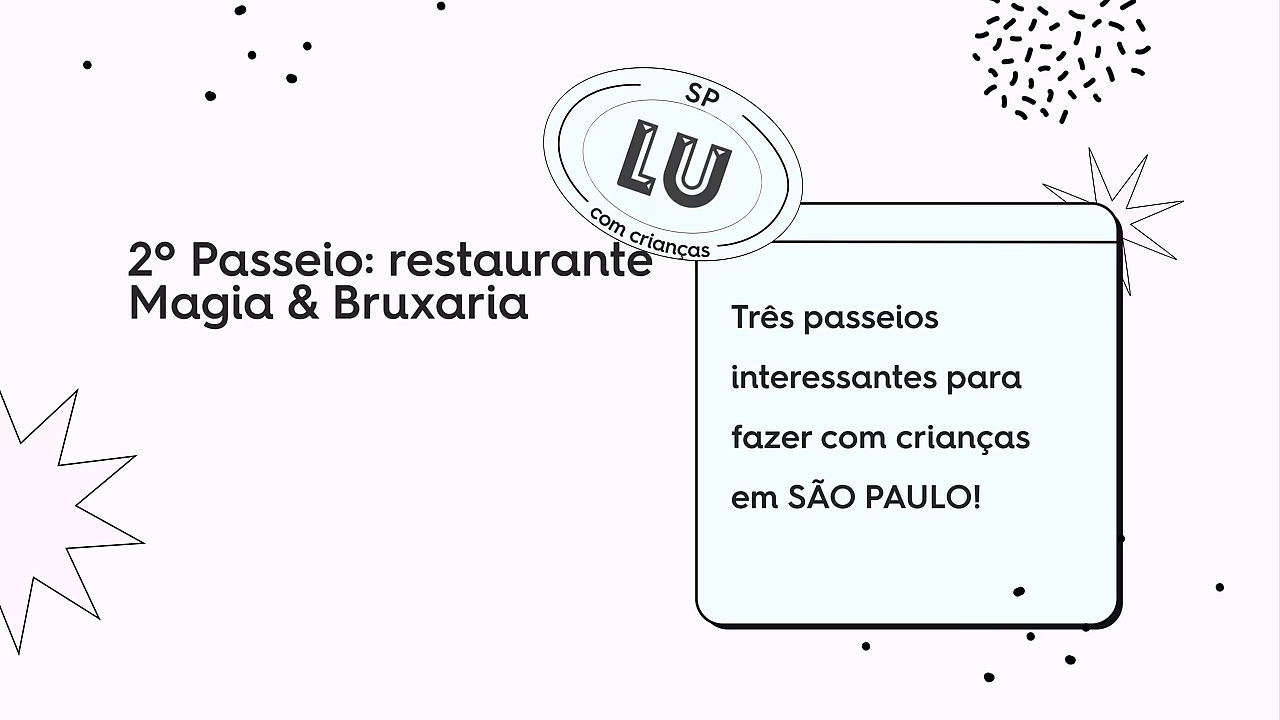 SP
LU
com crianças
2º Passeio: restaurante
Magia & Bruxaria
Três passeios
interessantes para
fazer com crianças
em SÃO PAULO!